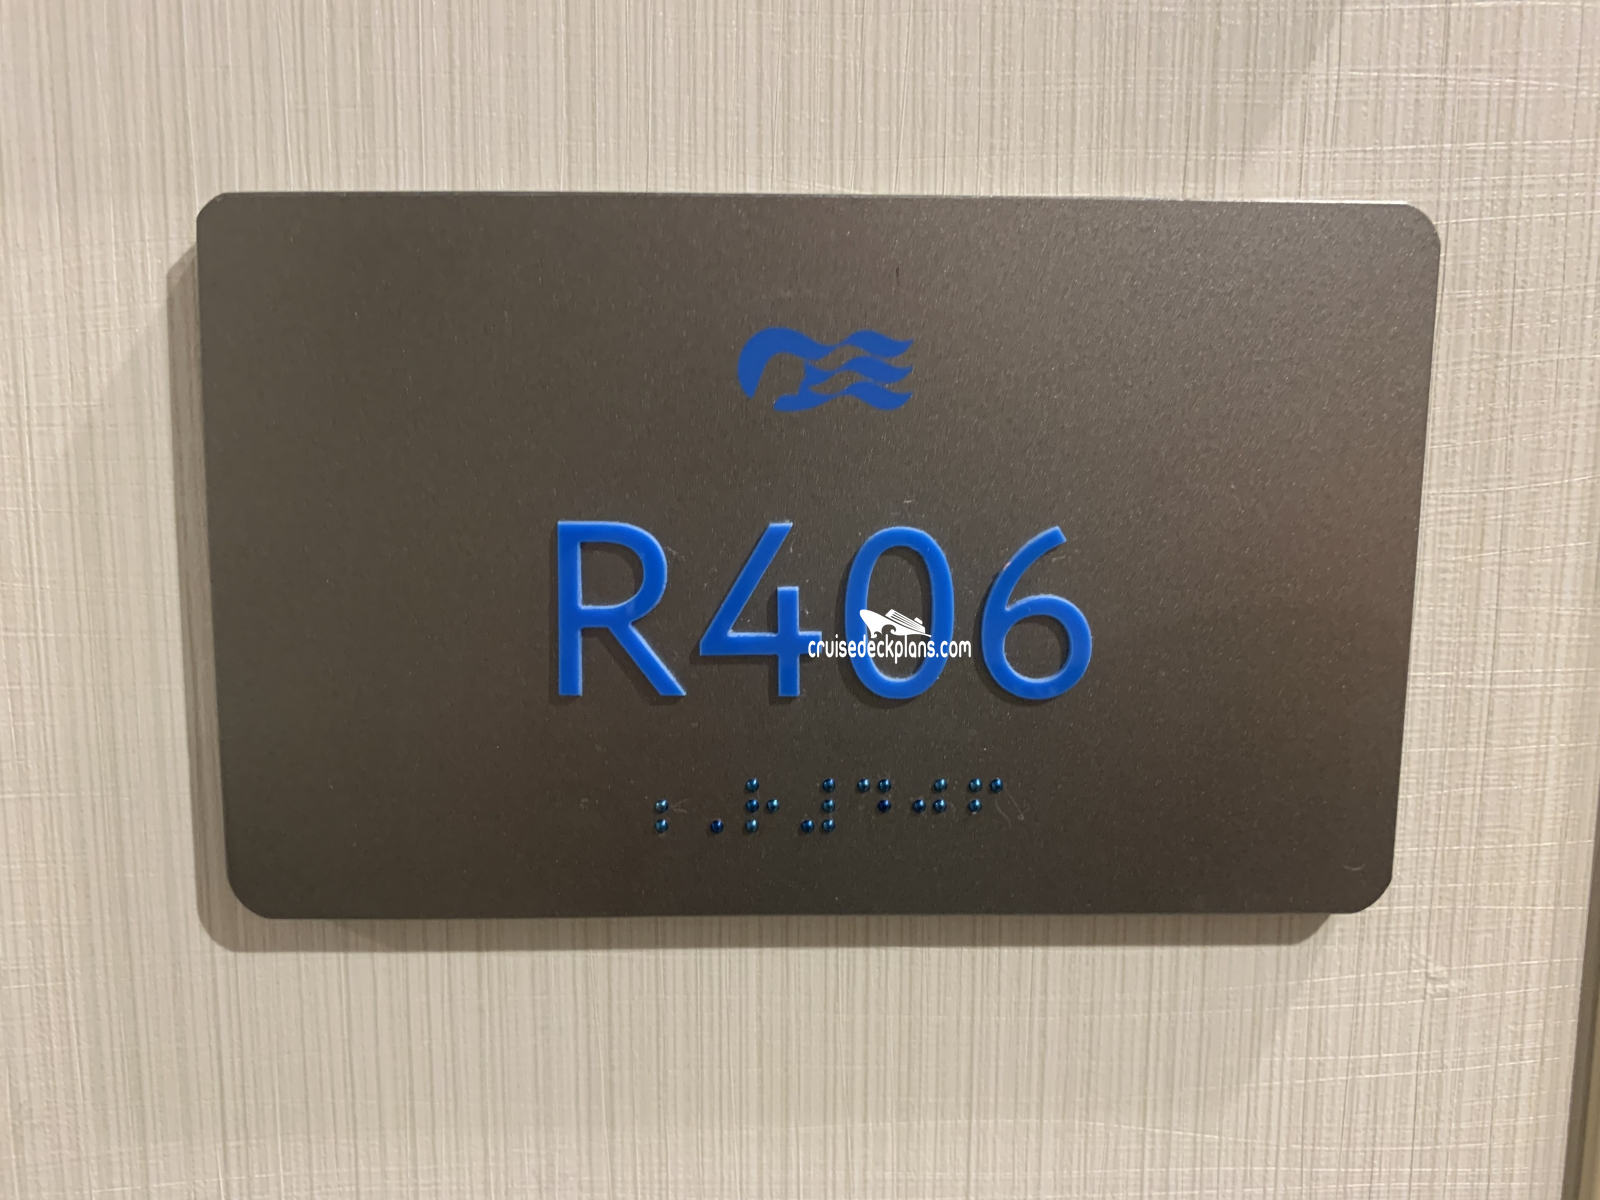 R406
cruisedeckplans.com
⠰⠠⠗⠼⠙⠚⠋